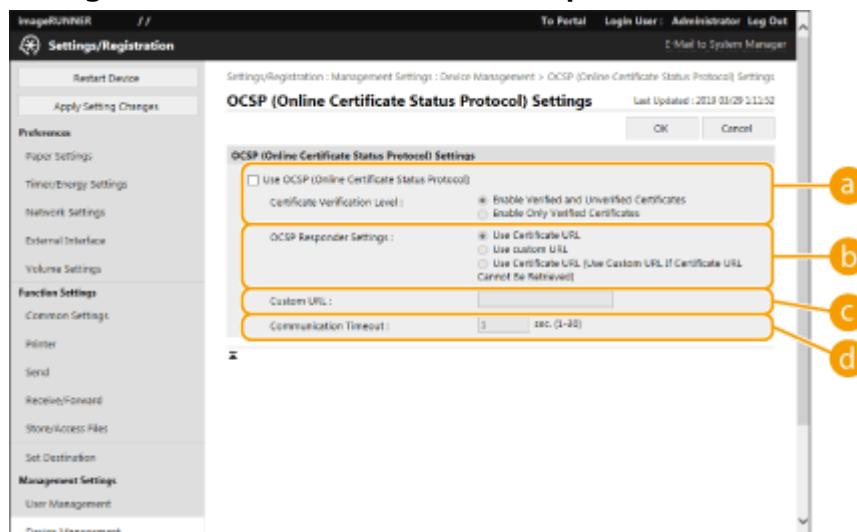 imageRUNNER //
To Portal Login User : Administrator Log Out
Settings/Registration
E-Mail to System Manager
Restart Device
Apply Setting Changes
Preferences
Paper Settings
Timer/Energy Settings
Network Settings
External Interface
Volume Settings
Function Settings
Common Settings
Printer
Send
Receive/Forward
Store/Access Files
Set Destination
Management Settings
User Management
Device Management
Settings/Registration : Management Settings : Device Management > OCSP (Online Certificate Status Protocol) Settings
OCSP (Online Certificate Status Protocol) Settings
Last Updated :
OK Cancel
OCSP (Online Certificate Status Protocol) Settings
Use OCSP (Online Certificate Status Protocol)
Certificate Verification Level :
Enable Verified and Unverified Certificates
Enable Only Verified Certificates
OCSP Responder Settings :
Use Certificate URL
Use custom URL
Use Certificate URL (Use Custom URL If Certificate URL
Cannot Be Retrieved)
Custom URL :
Communication Timeout :
3 sec. (1-30)
a
b
c
d